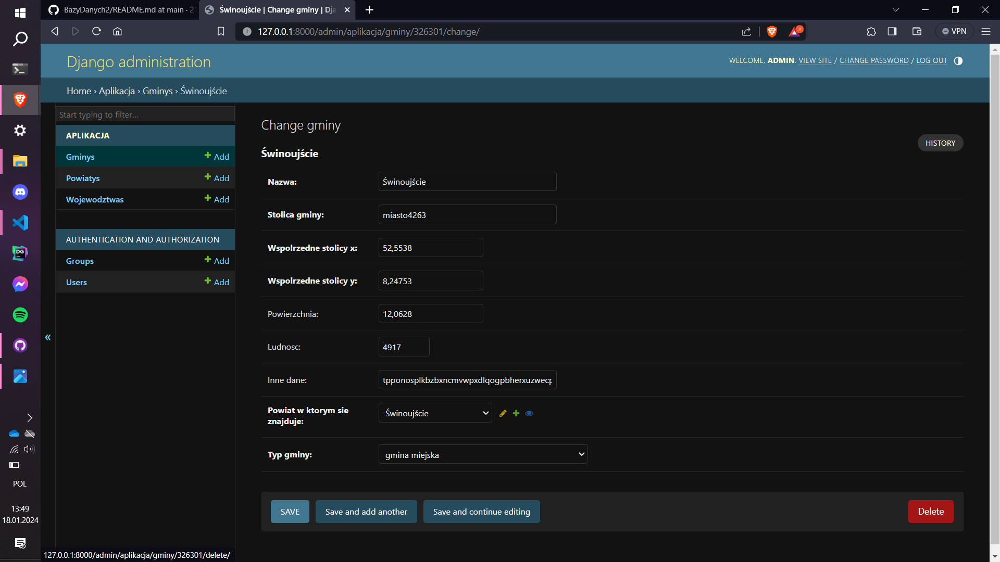 BazyDanych2/README.md at main · 2
Świnoujście | Change gminy | Dja
127.0.0.1:8000/admin/aplikacja/gminy/326301/change/
2
VPN
Django administration
WELCOME, ADMIN. VIEW SITE / CHANGE PASSWORD / LOG OUT
Home › Aplikacja › Gminys › Świnoujście
Start typing to filter...
APLIKACJA
Gminys
Add
Powiatys
Add
Wojewodztwas
Add
AUTHENTICATION AND AUTHORIZATION
Groups
Add
Users
Add
Change gminy
HISTORY
Świnoujście
Nazwa:
Świnoujście
Stolica gminy:
miasto4263
Wspolrzedne stolicy x:
52,5538
Wspolrzedne stolicy y:
8,24753
Powierzchnia:
12,0628
Ludnosc:
4917
Inne dane:
tpponosplkbzbxncmvwpxdlqogpbherxuzwecp
Powiat w ktorym sie
znajduje:
Świnoujście
Typ gminy:
gmina miejska
SAVE
Save and add another
Save and continue editing
Delete
DG
POL
13:49
18.01.2024
127.0.0.1:8000/admin/aplikacja/gminy/326301/delete/